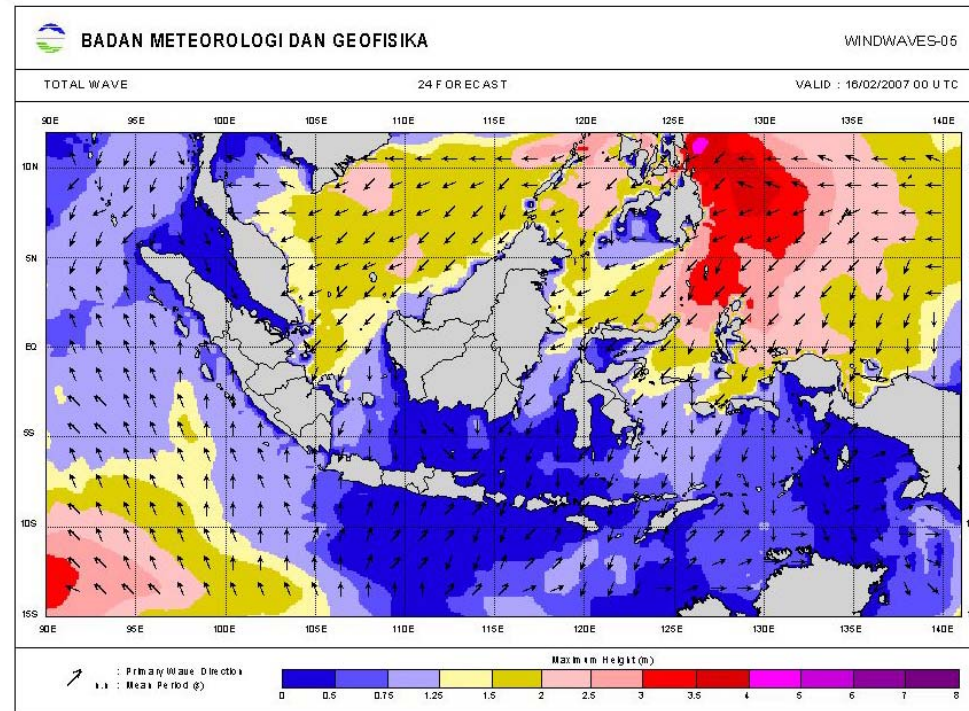 BADAN METEOROLOGI DAN GEOFISIKA
WINDWAVES-05
TOTAL WAVE 24 FORECAST VALID : 16/02/2007 00 UTC
90E 95E 100E 105E 110E 115E 120E 125E 130E 135E 140E
10N
5N
EQ
5S
10S
15S
90E 95E 100E 105E 110E 115E 120E 125E 130E 135E 140E
Maximum Height (m)
: Primary Wave Direction
n.n : Mean Period (s)
0 0.5 0.75 1.25 1.5 2 2.5 3 3.5 4 5 6 7 8